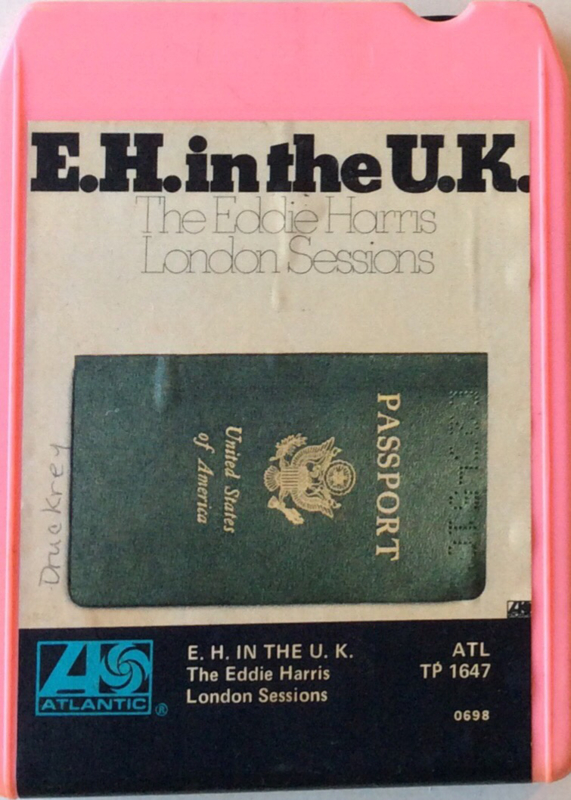 E.H. in the U.K.
The Eddie Harris
London Sessions
PASSPORT
United States
of America
Druckrey
ATLANTIC ®
E. H. IN THE U. K.
The Eddie Harris
London Sessions
ATL
TP 1647
0698